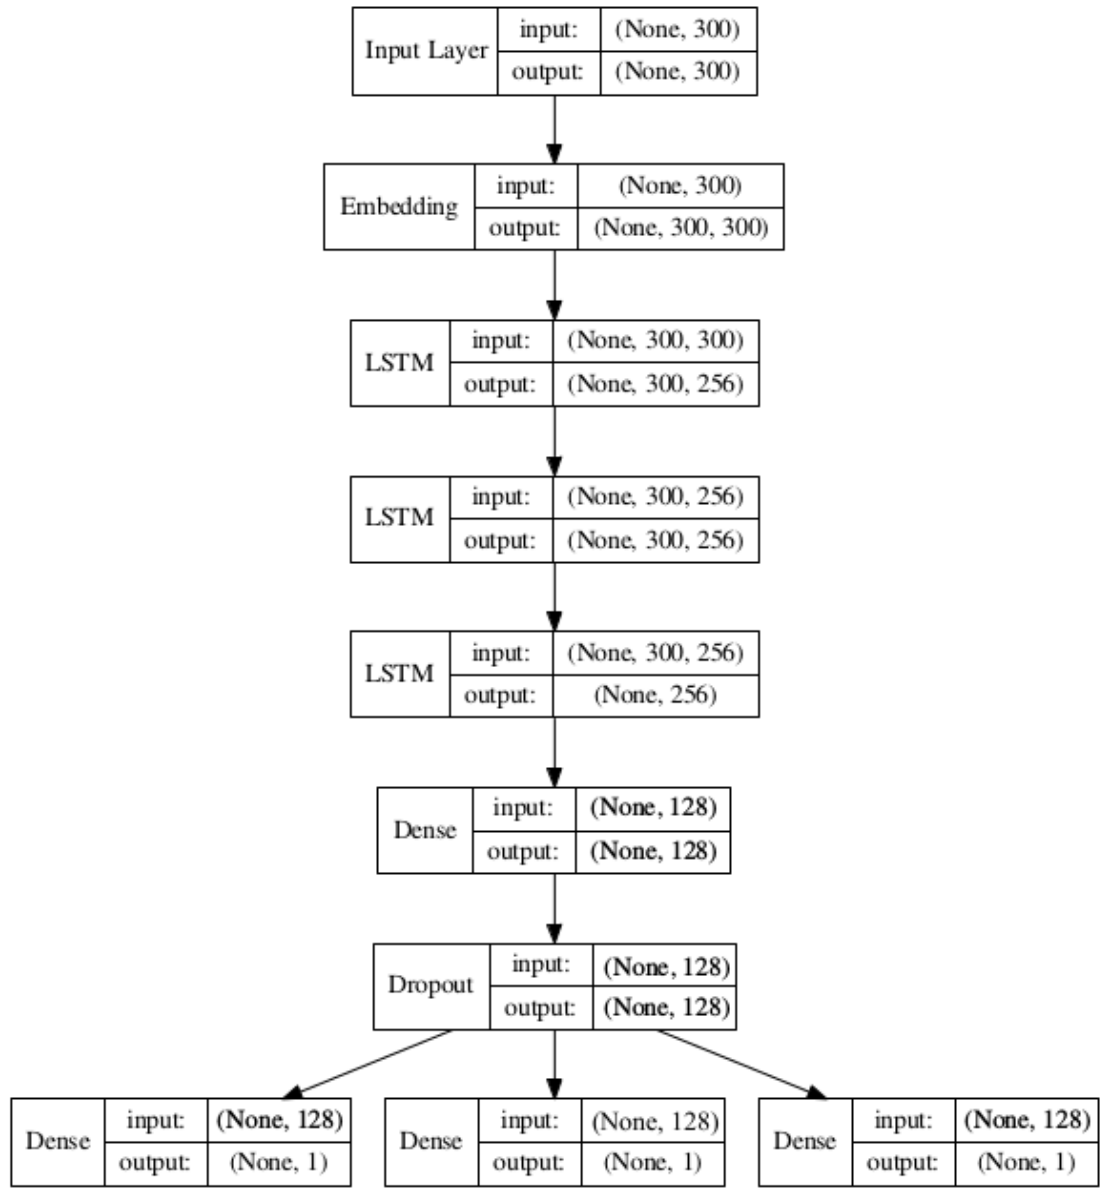 Input Layer
input: (None, 300)
output: (None, 300)
Embedding
input: (None, 300)
output: (None, 300, 300)
LSTM
input: (None, 300, 300)
output: (None, 300, 256)
LSTM
input: (None, 300, 256)
output: (None, 300, 256)
LSTM
input: (None, 300, 256)
output: (None, 256)
Dense
input: (None, 128)
output: (None, 128)
Dropout
input: (None, 128)
output: (None, 128)
Dense
input: (None, 128)
output: (None, 1)
Dense
input: (None, 128)
output: (None, 1)
Dense
input: (None, 128)
output: (None, 1)